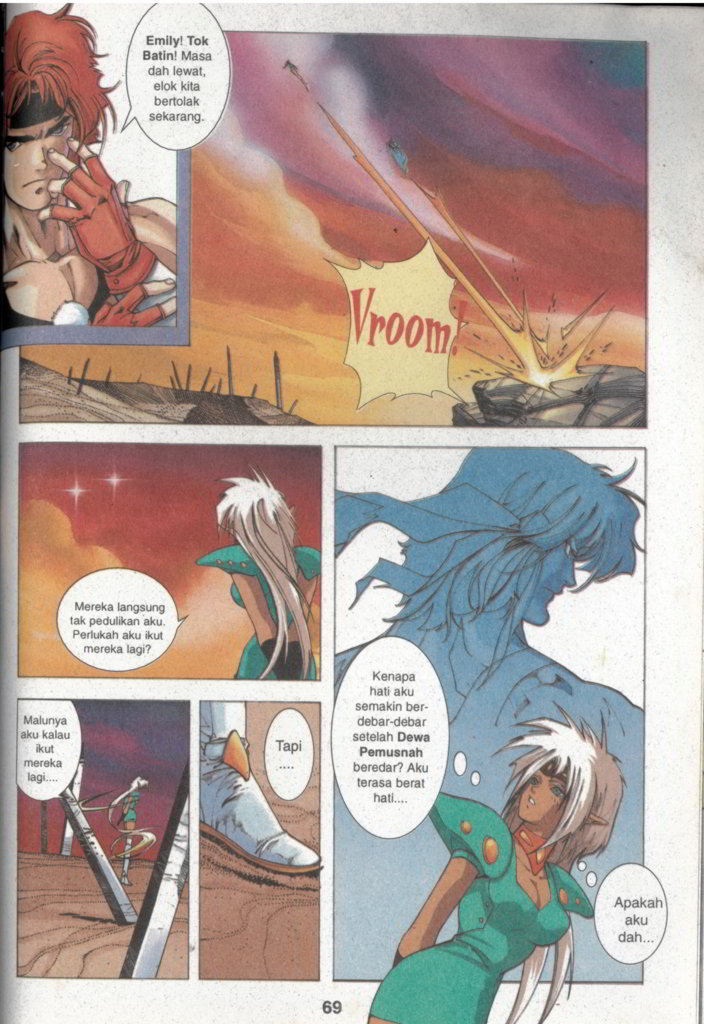 Emily! Tok
Batin! Masa
dah lewat,
elok kita
bertolak
sekarang.
Vroom!
Mereka langsung
tak pedulikan aku.
Perlukah aku ikut
mereka lagi?
Kenapa
hati aku
semakin ber-
debar-debar
setelah Dewa
Pemusnah
beredar? Aku
terasa berat
hati....
Malunya
aku kalau
ikut
mereka
lagi....
Tapi
....
Apakah
aku
dah...
69